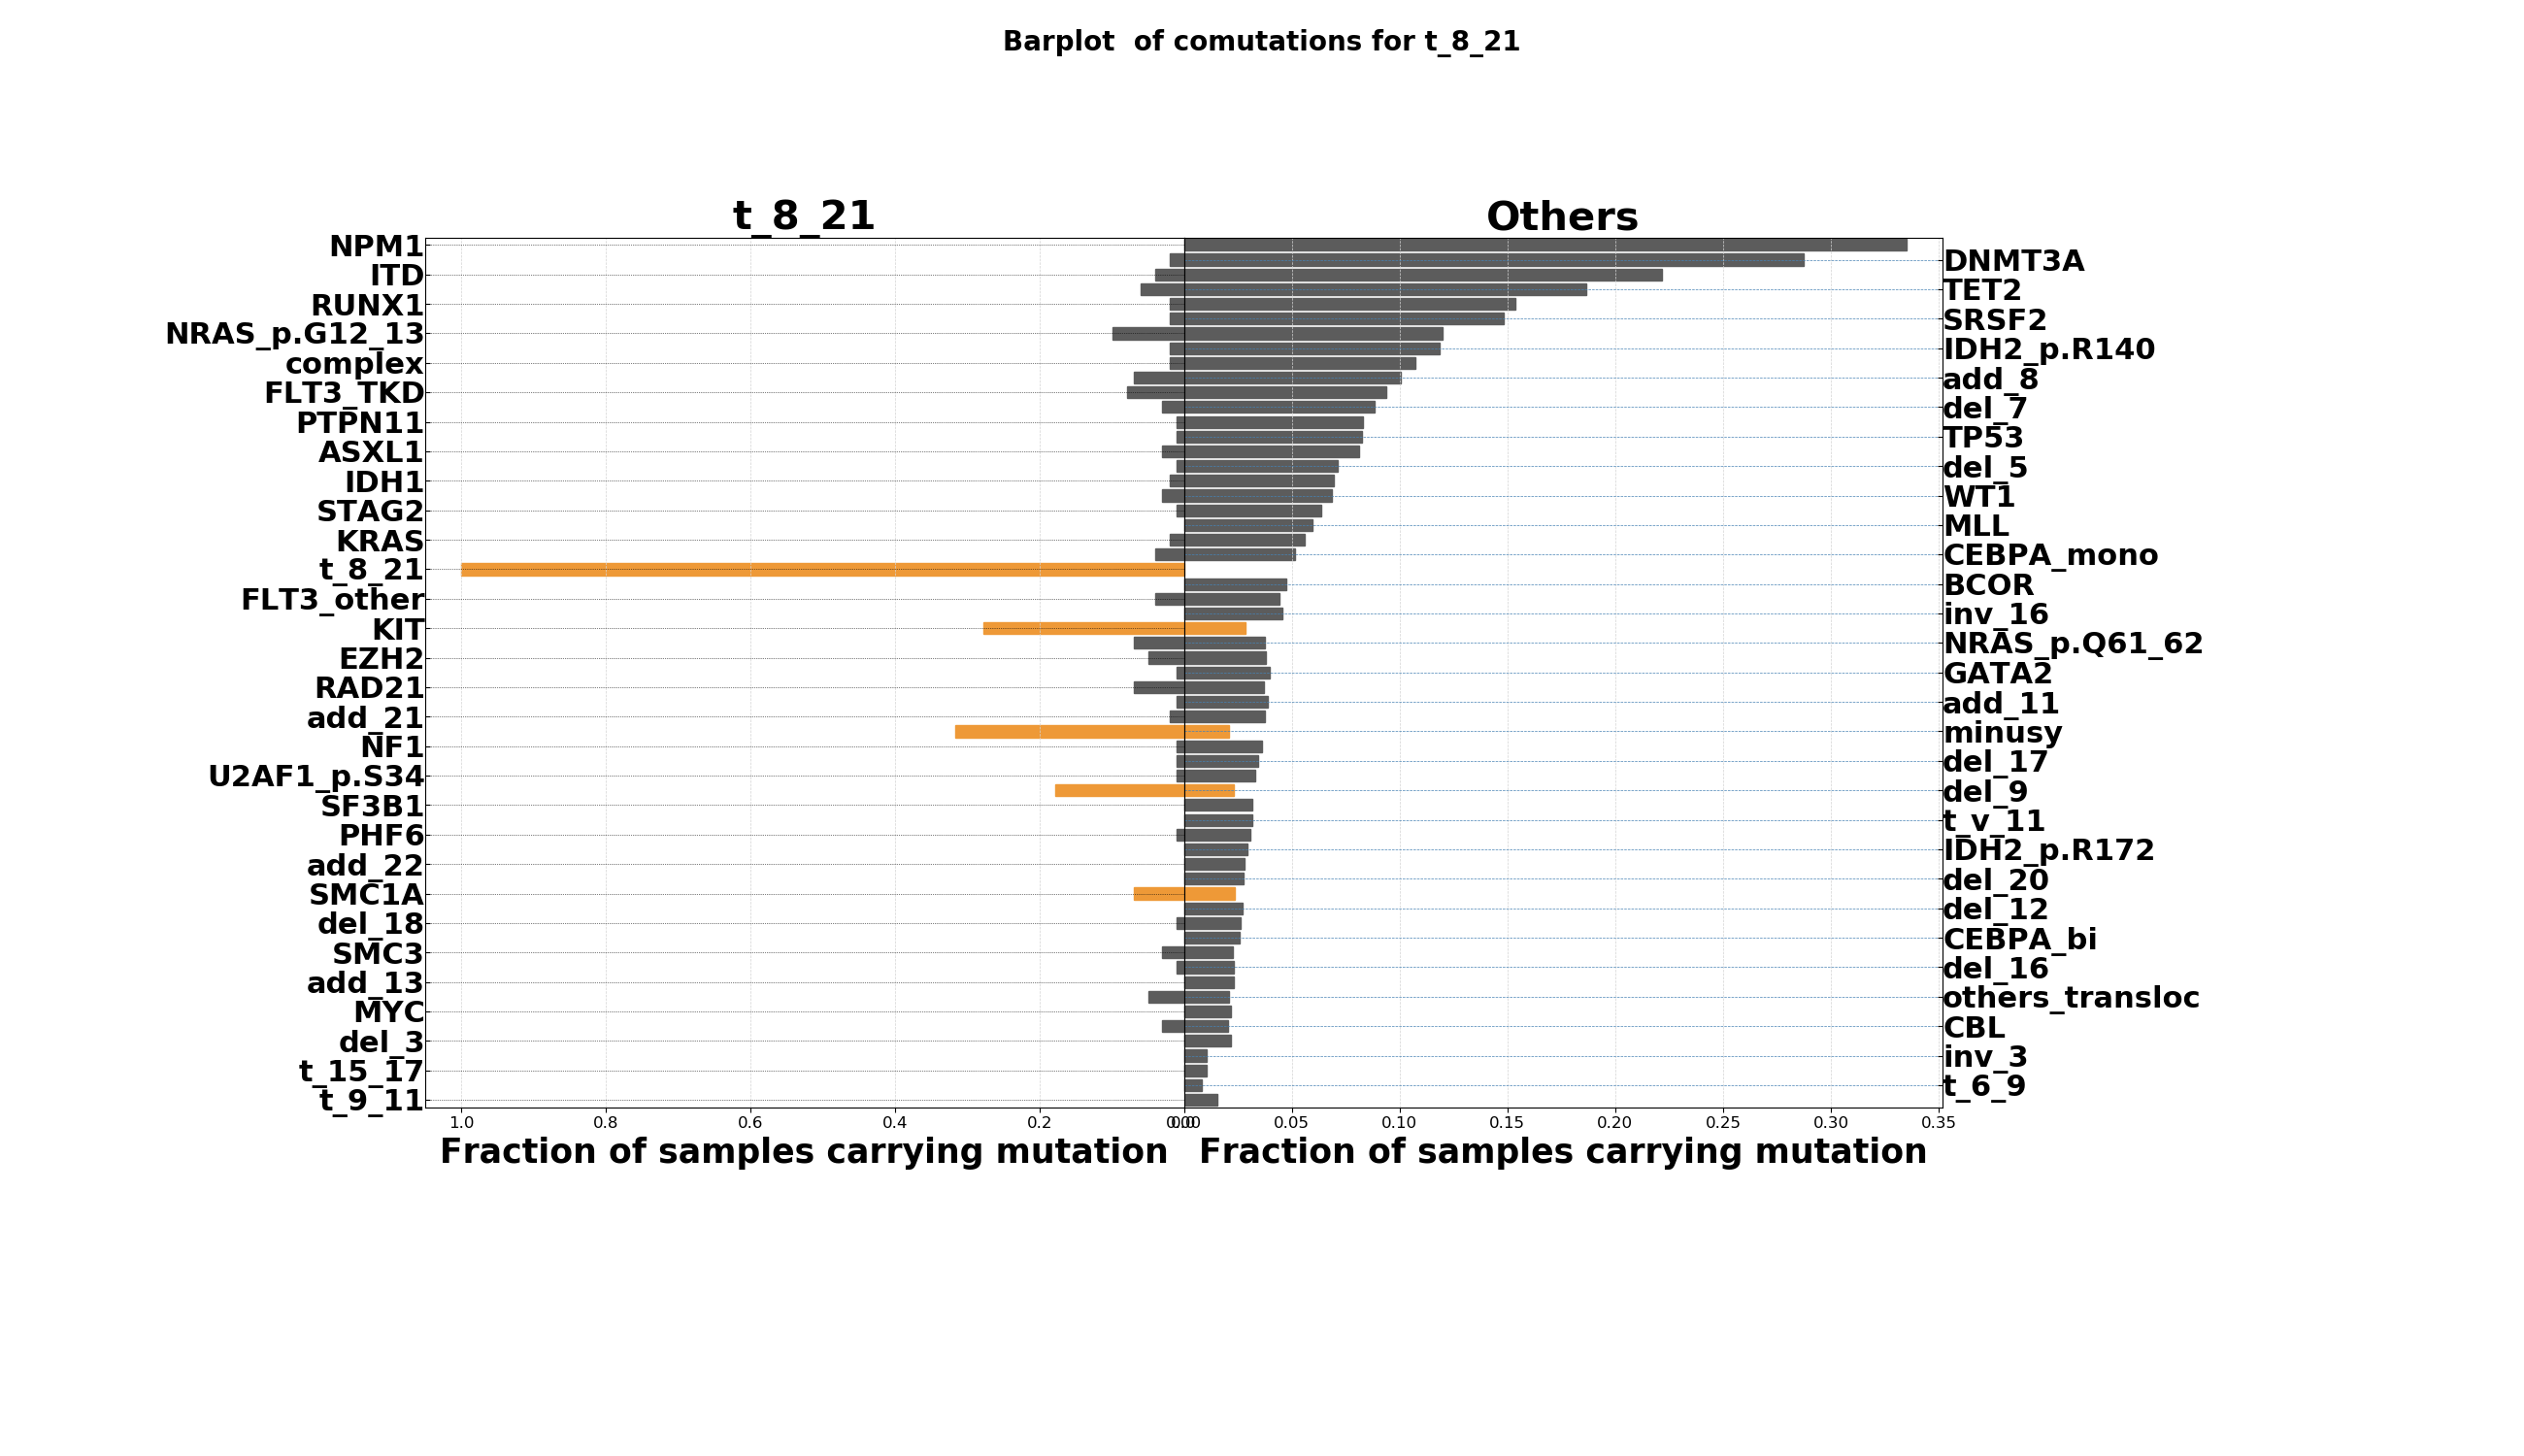 Barplot  of comutations for t_8_21
t_8_21
Others
NPM1
DNMT3A
ITD
TET2
RUNX1
SRSF2
NRAS_p.G12_13
IDH2_p.R140
complex
add_8
FLT3_TKD
del_7
PTPN11
TP53
ASXL1
del_5
IDH1
WT1
STAG2
MLL
KRAS
CEBPA_mono
t_8_21
BCOR
FLT3_other
inv_16
KIT
NRAS_p.Q61_62
EZH2
GATA2
RAD21
add_11
add_21
minusy
NF1
del_17
U2AF1_p.S34
del_9
SF3B1
t_v_11
PHF6
IDH2_p.R172
add_22
del_20
SMC1A
del_12
del_18
CEBPA_bi
SMC3
del_16
add_13
others_transloc
MYC
CBL
del_3
inv_3
t_15_17
t_6_9
t_9_11
1.0 0.8 0.6 0.4 0.2 0.0
0.00 0.05 0.10 0.15 0.20 0.25 0.30 0.35
Fraction of samples carrying mutation
Fraction of samples carrying mutation